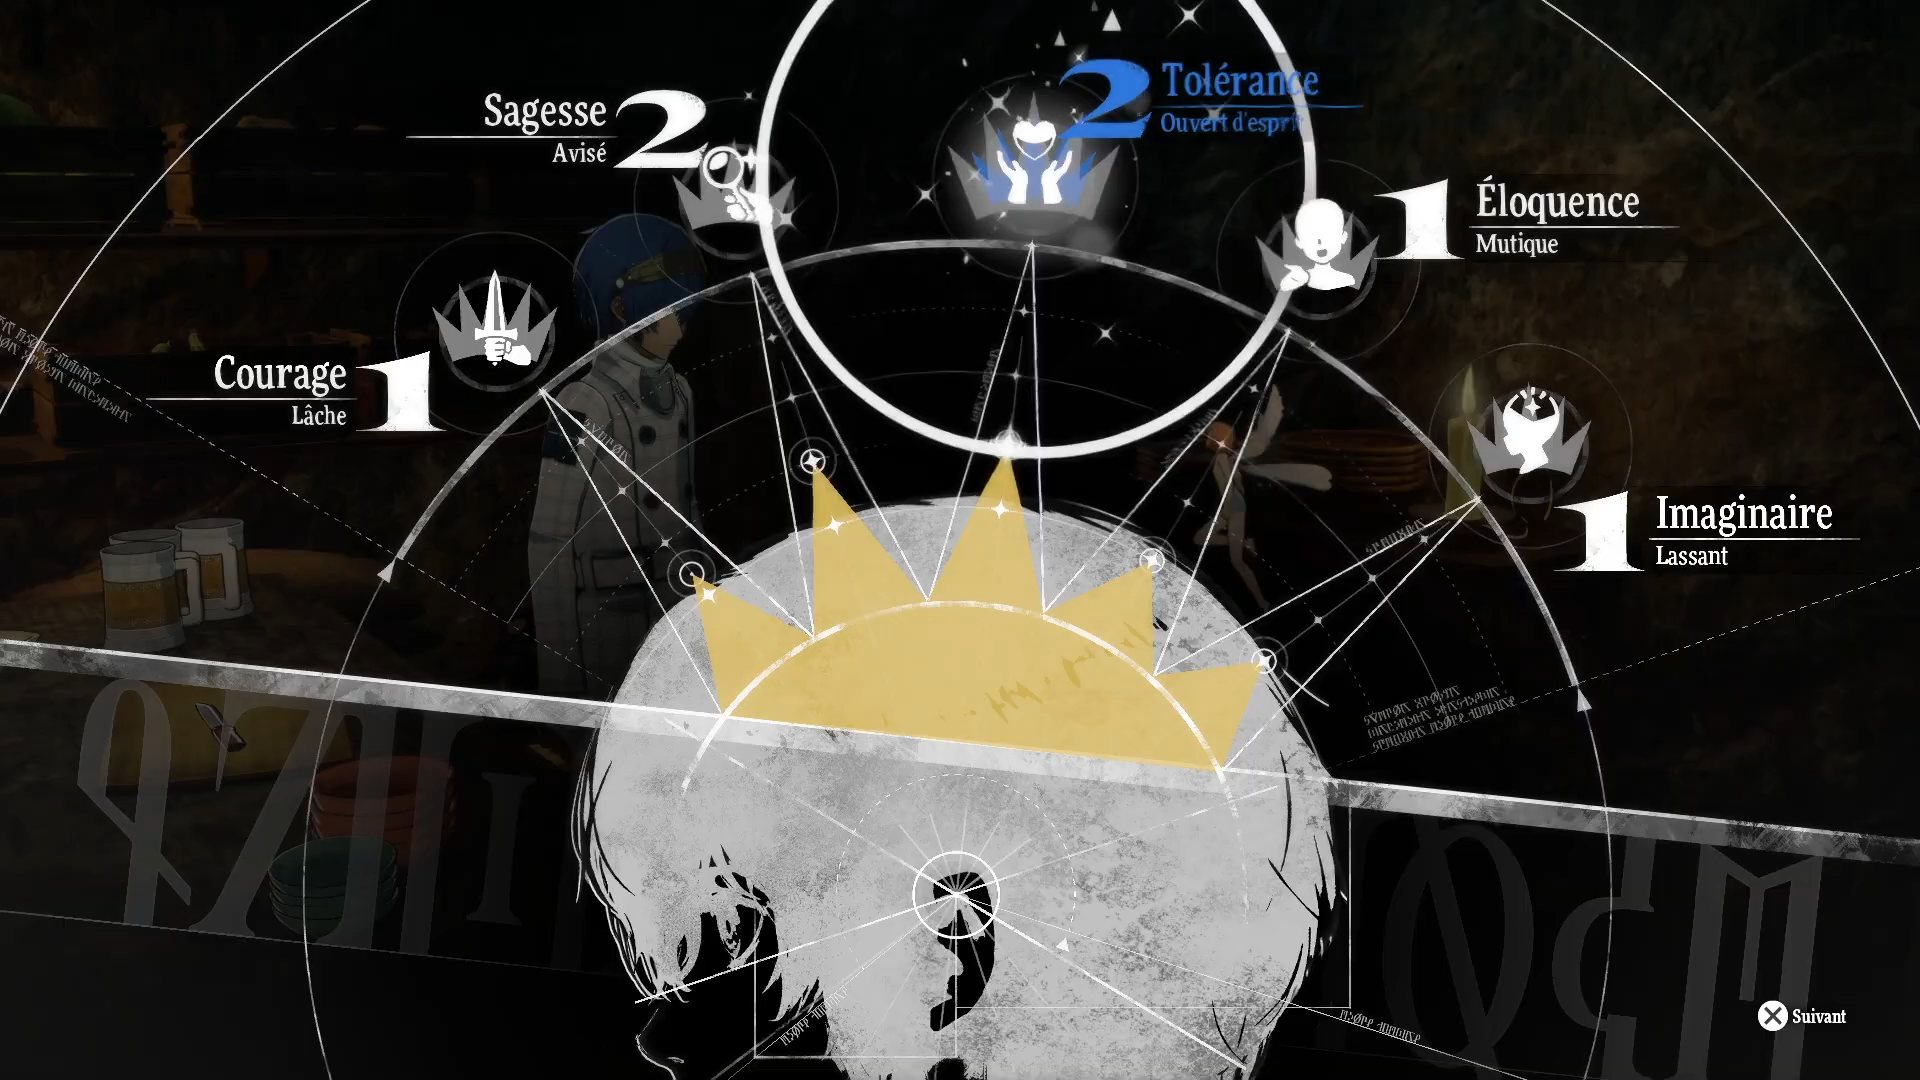 Sagesse
2
Avisé
2
Tolérance
Ouvert d'esprit
1
Éloquence
Mutique
Courage
1
Lâche
1
Imaginaire
Lassant
Suivant